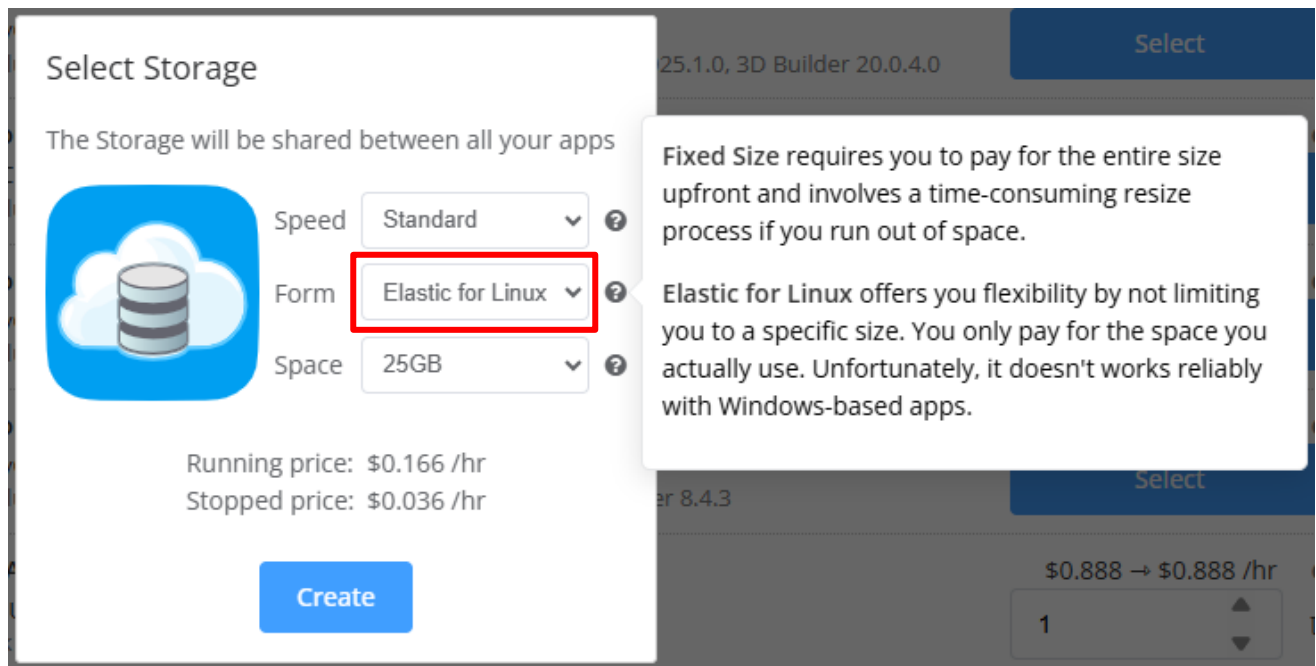 Select Storage
The Storage will be shared between all your apps
Speed Standard
Form Elastic for Linux
Space 25GB
Running price: $0.166 /hr
Stopped price: $0.036 /hr
Create
Fixed Size requires you to pay for the entire size
upfront and involves a time-consuming resize
process if you run out of space.
Elastic for Linux offers you flexibility by not limiting
you to a specific size. You only pay for the space you
actually use. Unfortunately, it doesn't works reliably
with Windows-based apps.
Select
25.1.0, 3D Builder 20.0.4.0
Select
er 8.4.3
$0.888 → $0.888 /hr
1